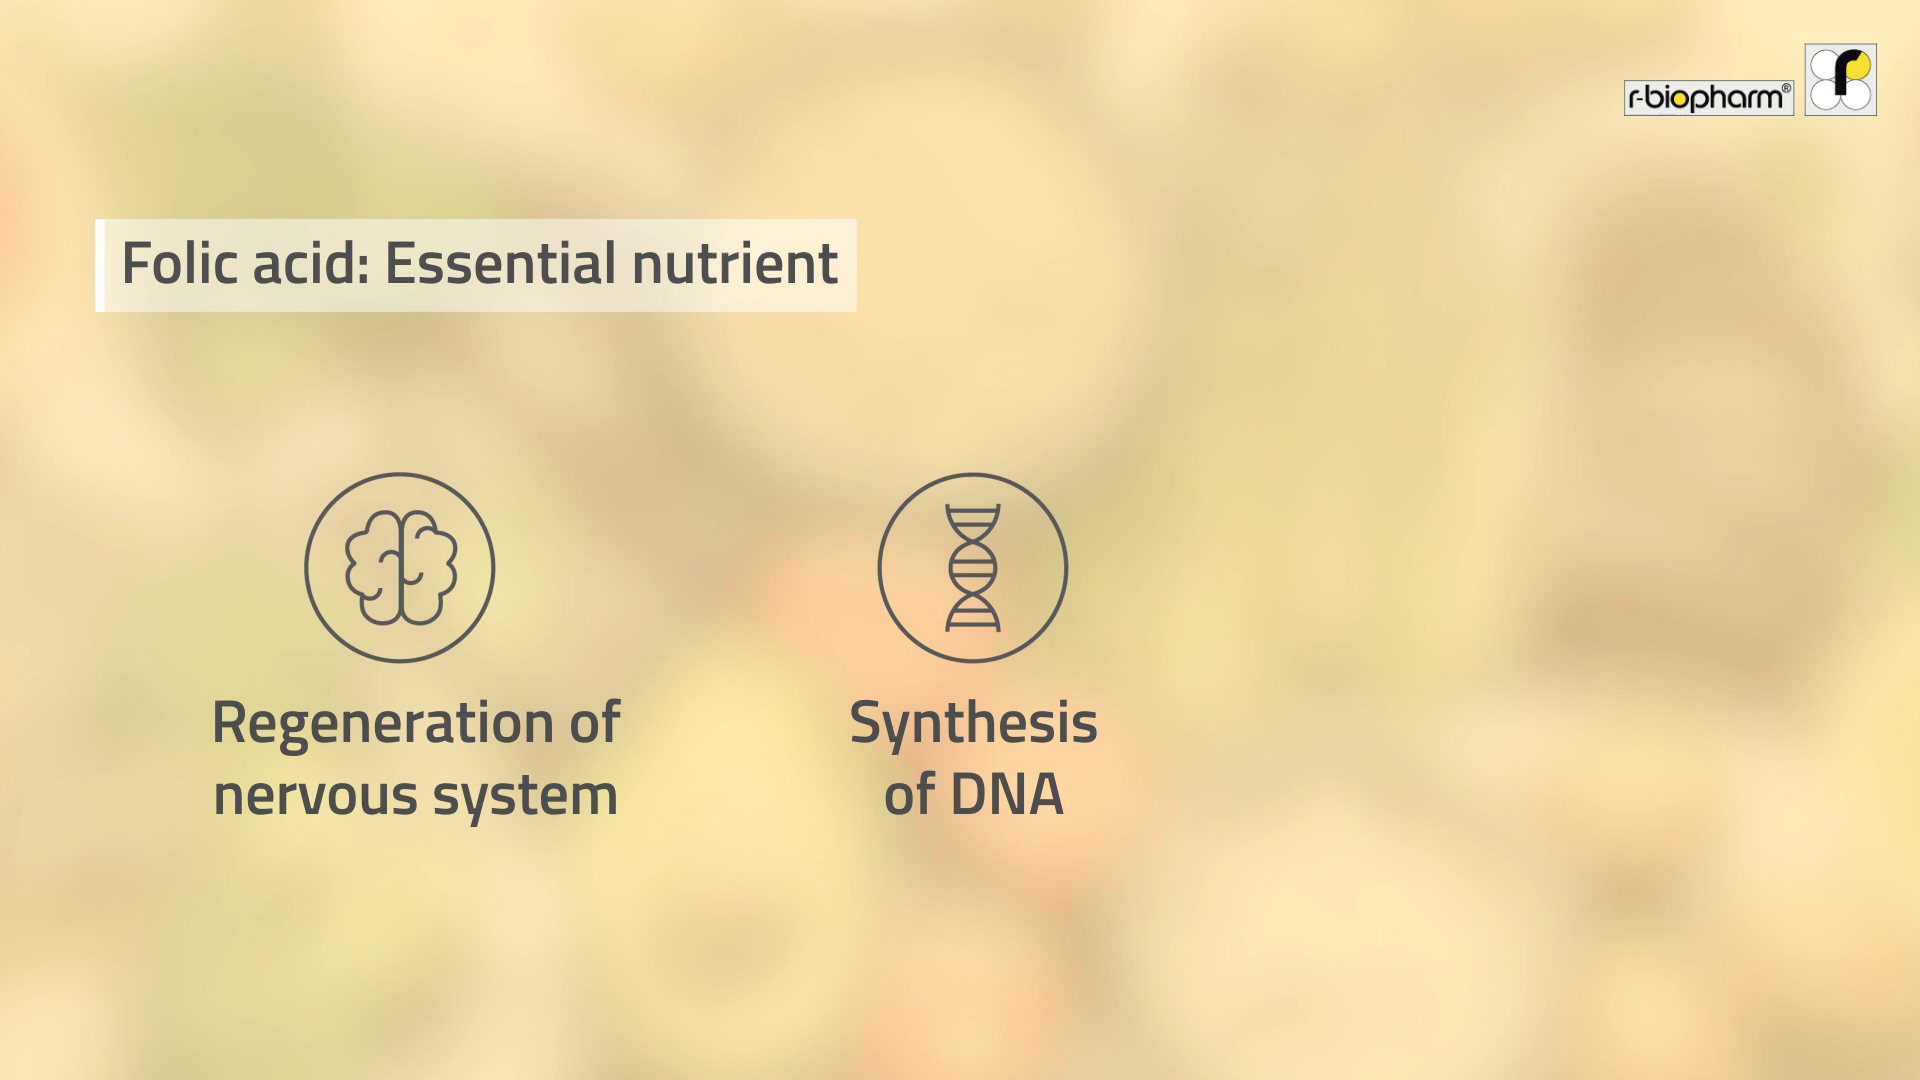 r-biopharm®
Folic acid: Essential nutrient
Regeneration of
nervous system
Synthesis
of DNA